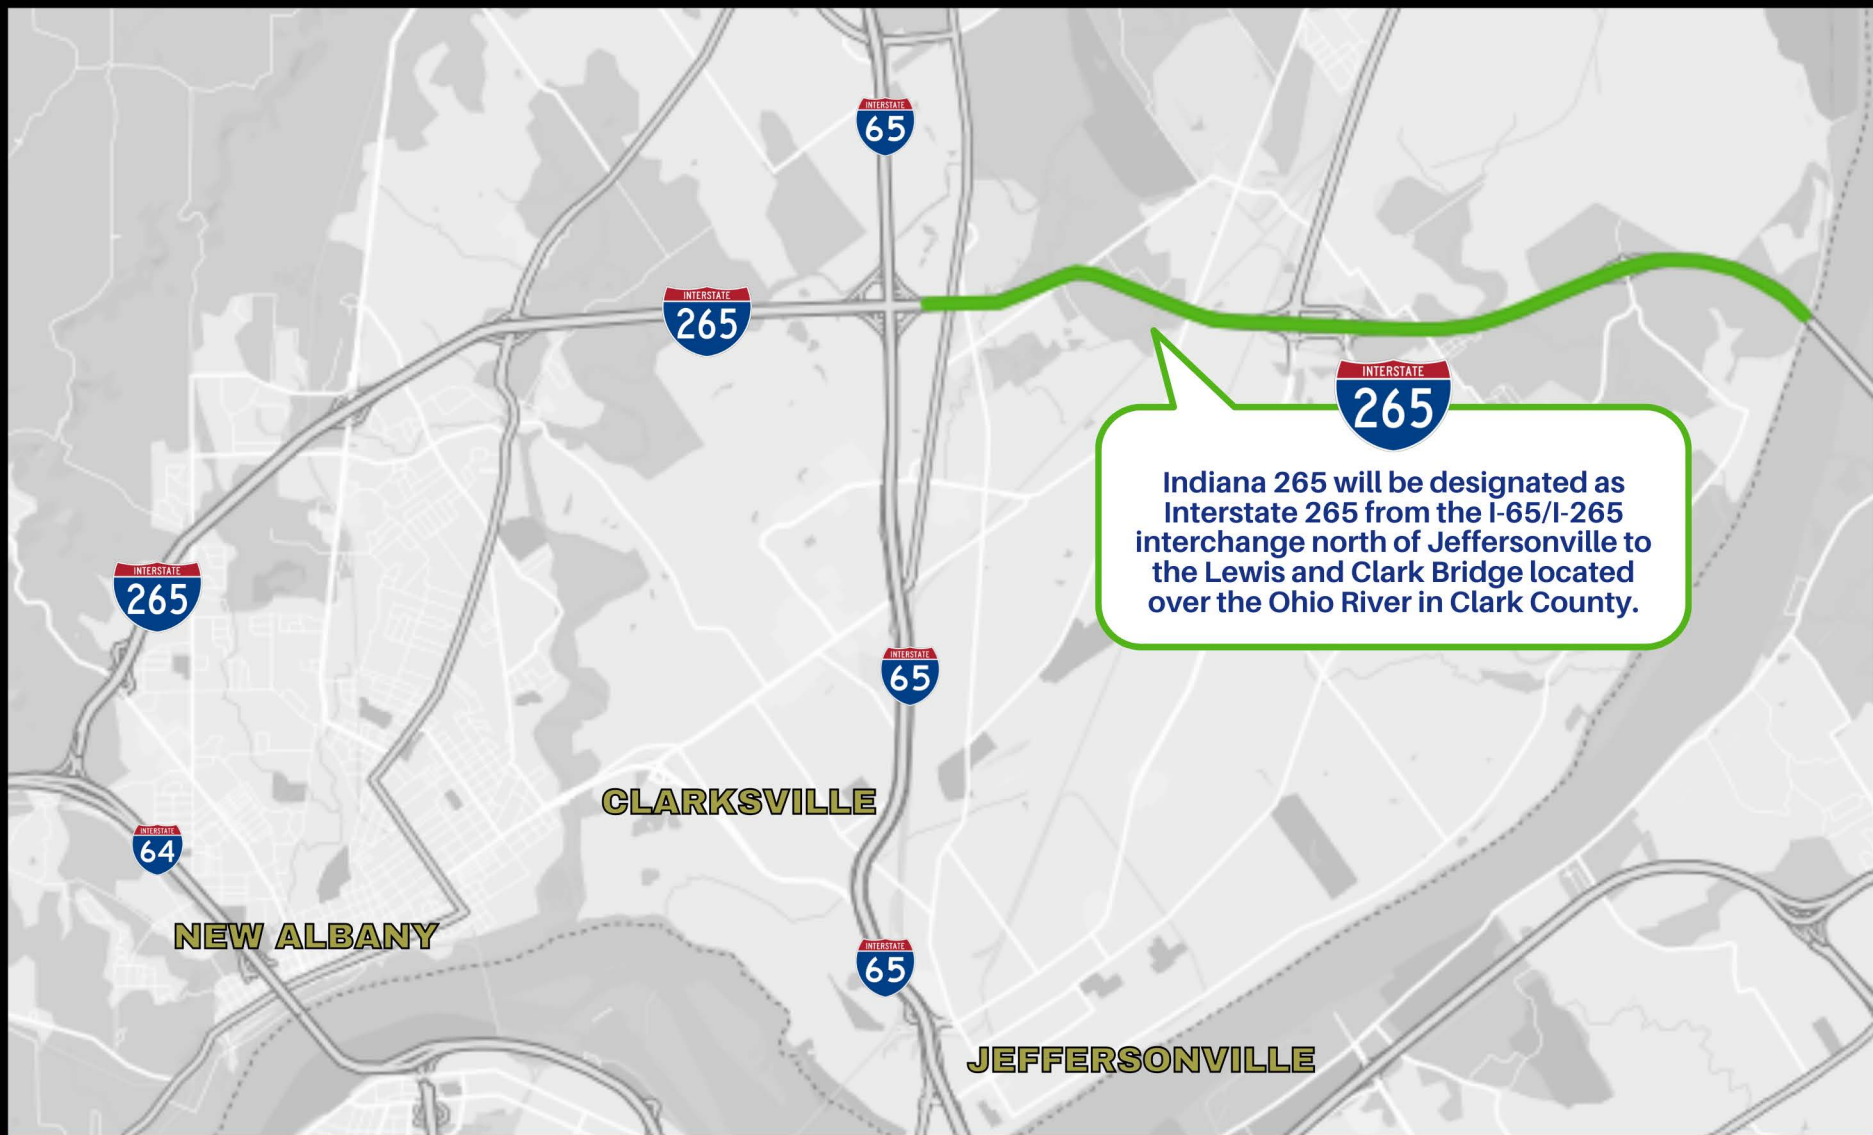 INTERSTATE
65
INTERSTATE
265
INTERSTATE
265
Indiana 265 will be designated as
Interstate 265 from the I-65/I-265
interchange north of Jeffersonville to
the Lewis and Clark Bridge located
over the Ohio River in Clark County.
INTERSTATE
265
INTERSTATE
65
CLARKSVILLE
INTERSTATE
64
NEW ALBANY
INTERSTATE
65
JEFFERSONVILLE